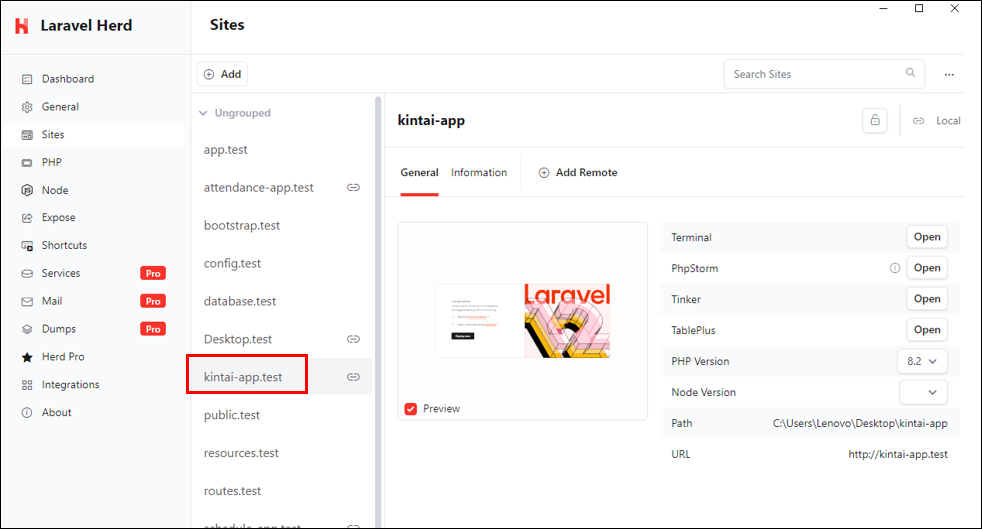 Laravel Herd
Sites
Dashboard
General
Sites
PHP
Node
Expose
Shortcuts
Services Pro
Mail Pro
Dumps Pro
Herd Pro
Integrations
About
Add
Search Sites
...
Ungrouped
app.test
attendance-app.test
bootstrap.test
config.test
database.test
Desktop.test
kintai-app.test
public.test
resources.test
routes.test
schedule-app.test
kintai-app
Local
General Information Add Remote
Laravel
Preview
Terminal Open
PhpStorm Open
Tinker Open
TablePlus Open
PHP Version 8.2
Node Version
Path C:\Users\Lenovo\Desktop\kintai-app
URL http://kintai-app.test